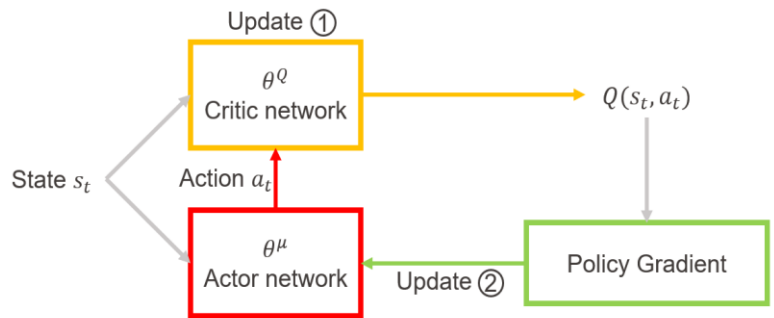 Update ①
θ^Q
Critic network
Q(s_t, a_t)
State s_t
Action a_t
θ^μ
Actor network
Update ②
Policy Gradient